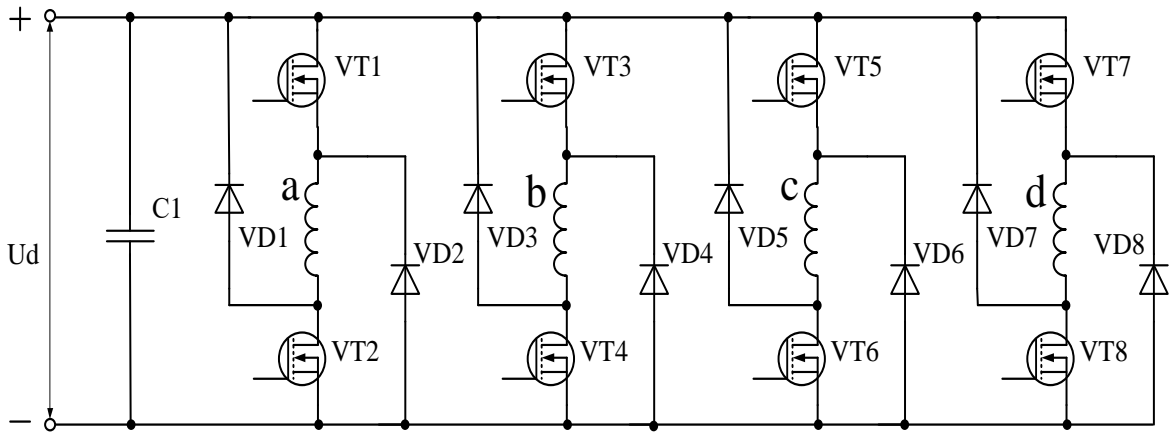 +
VT1
VT3
VT5
VT7
a
b
c
d
C1
VD1
VD3
VD5
VD7
Ud
VD2
VD4
VD6
VD8
VT2
VT4
VT6
VT8
−